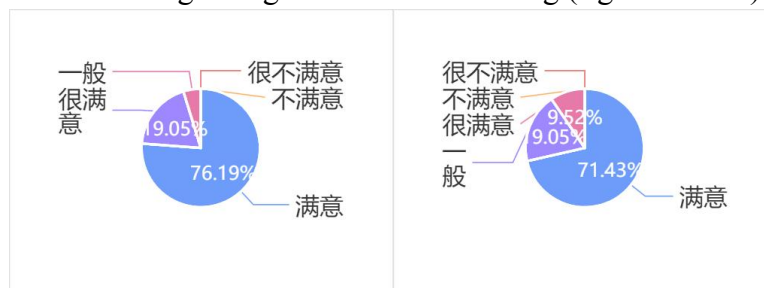 一般
很满
意
很不满意
不满意
19.05%
76.19%
满意
很不满意
不满意
很满意
一
般
9.52%
19.05%
71.43%
满意